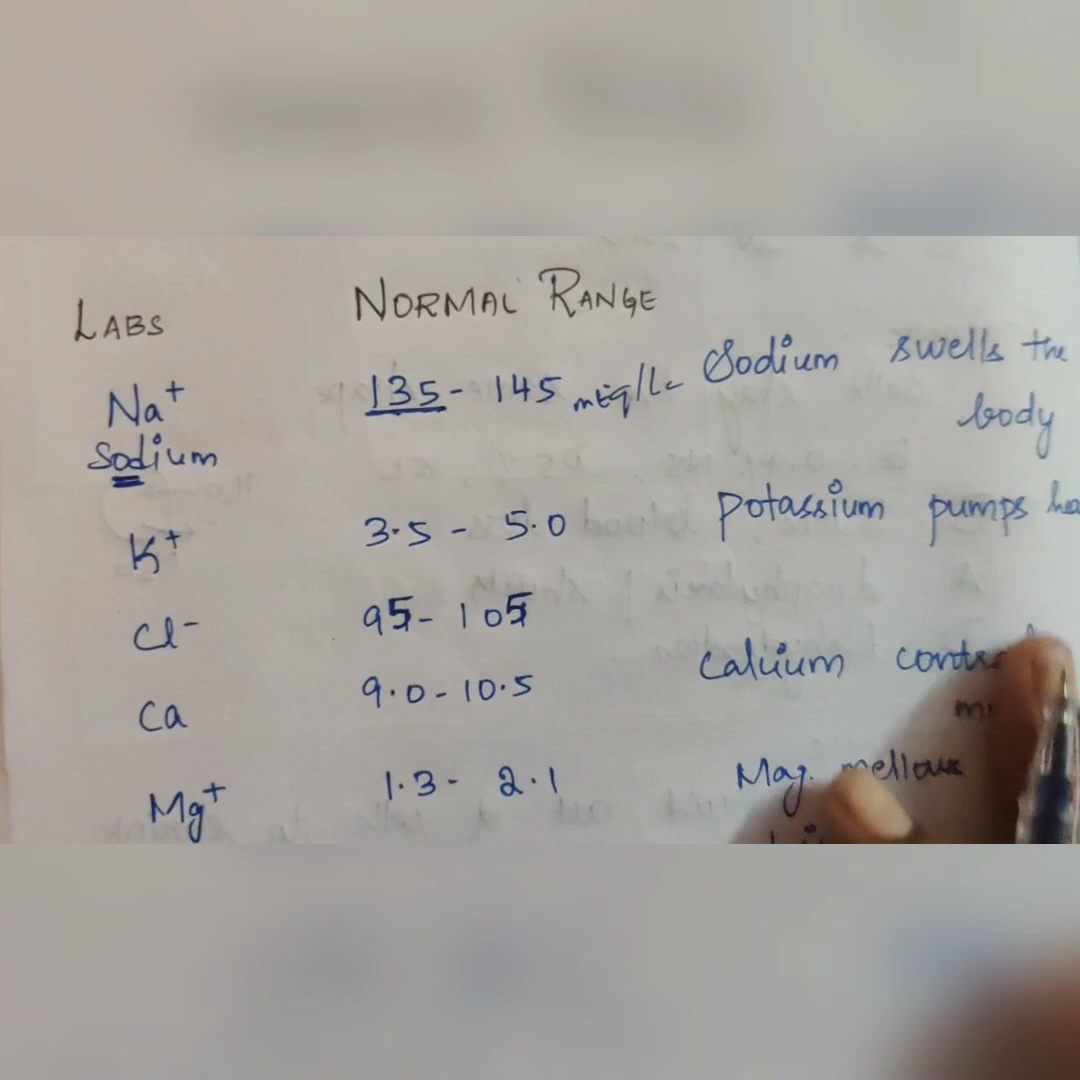 LABS NORMAL RANGE
Na+ 135 - 145 mEq/L Sodium swells the
Sodium body
K+ 3.5 - 5.0 potassium pumps
Cl- 95 - 105
Ca 9.0 - 10.5 calcium
Mg+ 1.3 - 2.1 Mag. mellows